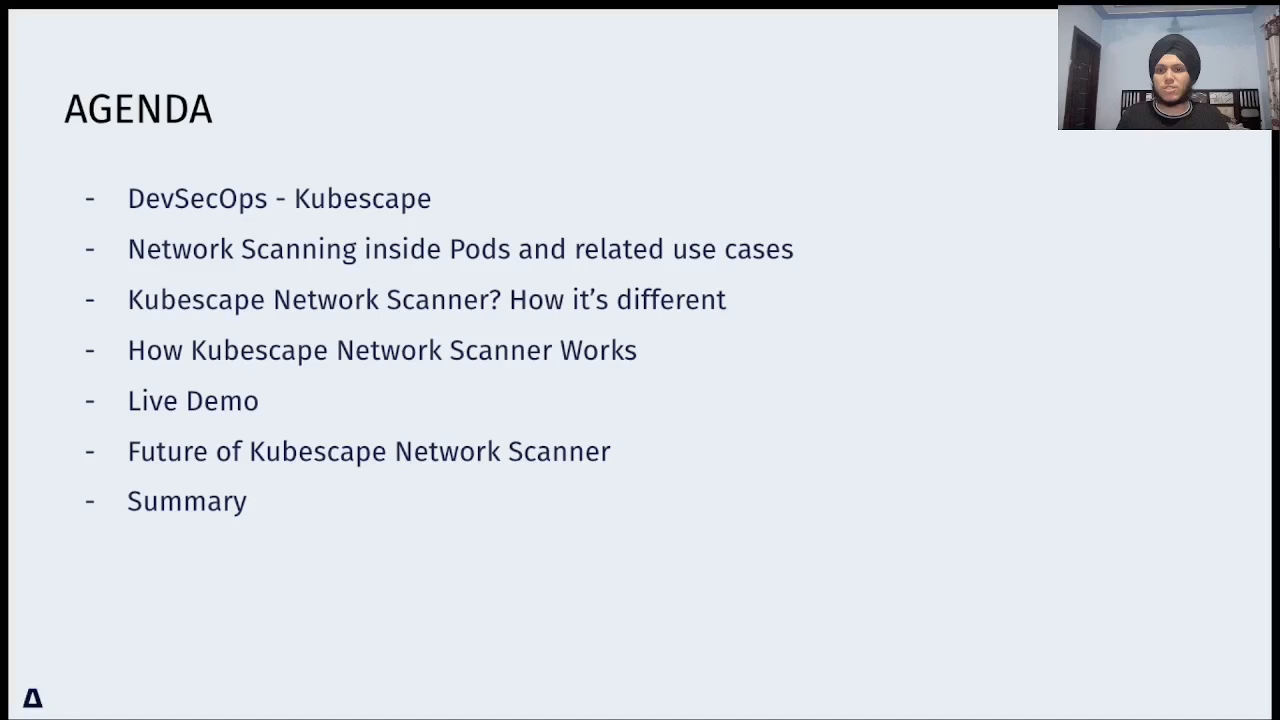 AGENDA
- DevSecOps - Kubescape
- Network Scanning inside Pods and related use cases
- Kubescape Network Scanner? How it’s different
- How Kubescape Network Scanner Works
- Live Demo
- Future of Kubescape Network Scanner
- Summary